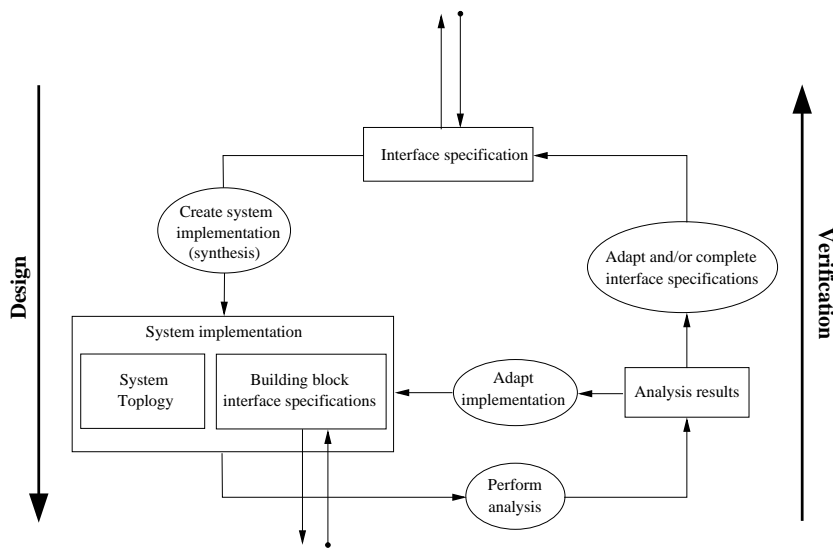 Interface specification
Create system
implementation
(synthesis)
Adapt and/or complete
interface specifications
Design
Verification
System implementation
System
Toplogy
Building block
interface specifications
Adapt
implementation
Analysis results
Perform
analysis